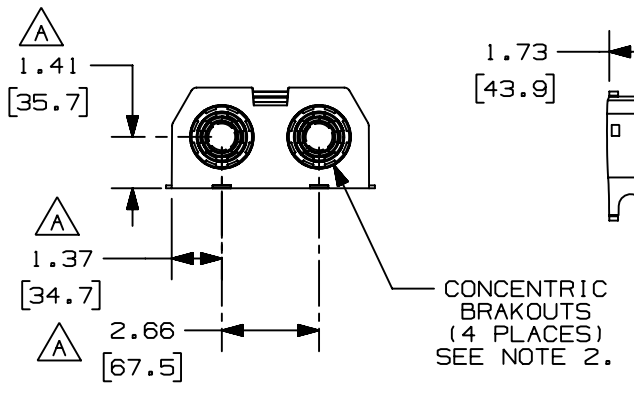 A
1.41
[35.7]
1.73
[43.9]
A
1.37
[34.7]
A
2.66
[67.5]
CONCENTRIC
BRAKOUTS
(4 PLACES)
SEE NOTE 2.